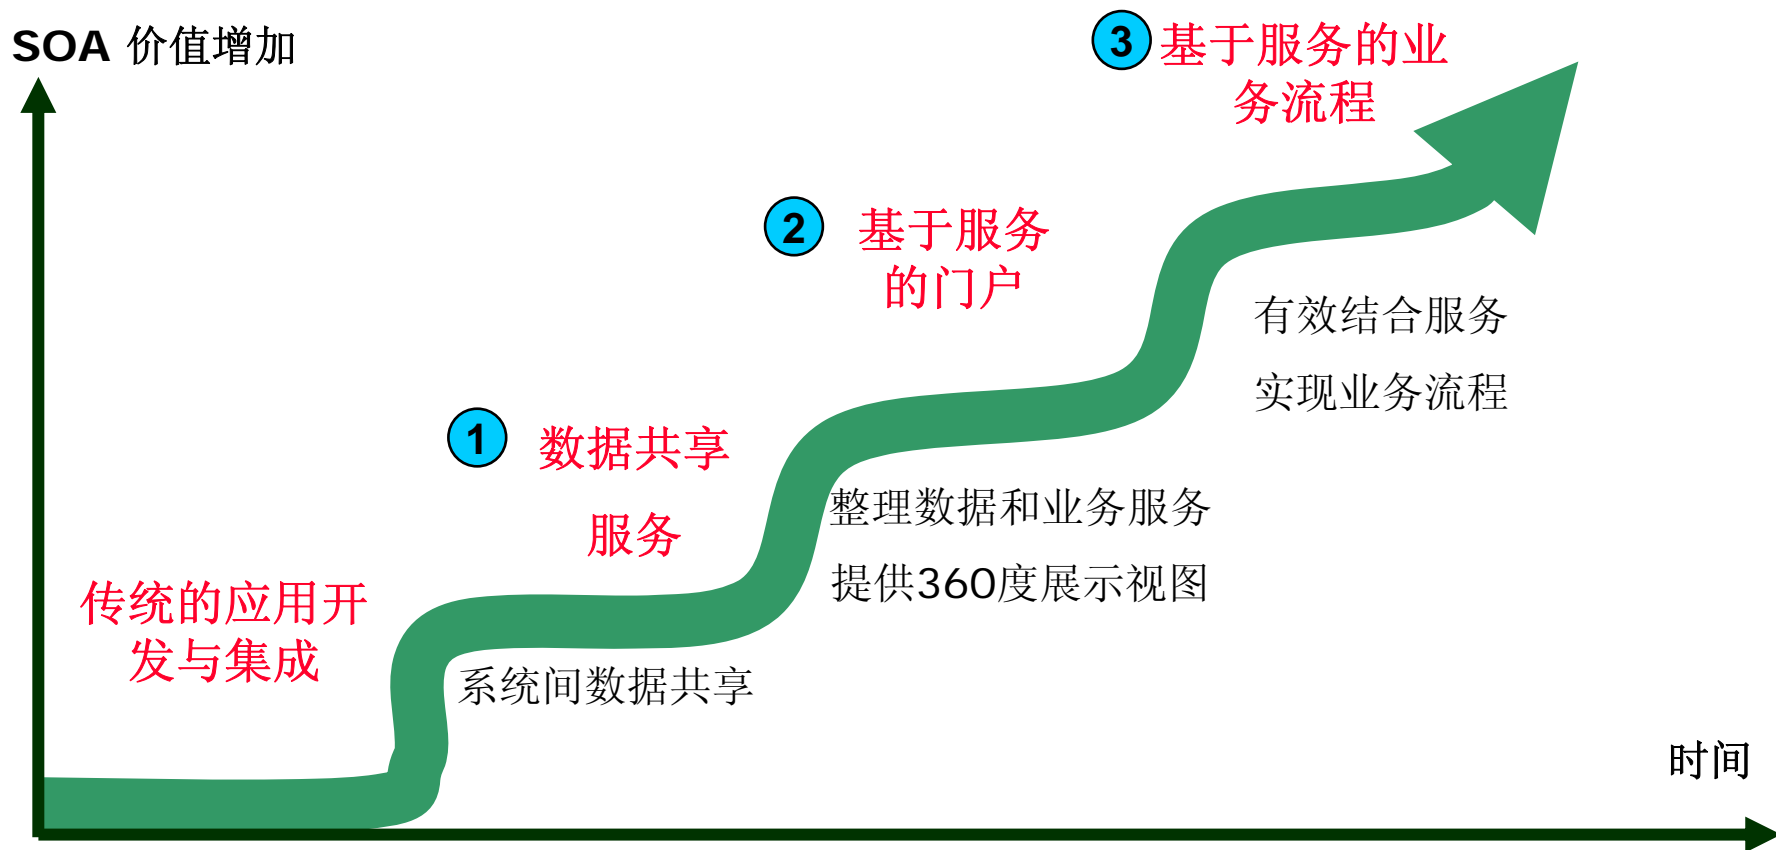 SOA 价值增加
3 基于服务的业
务流程
2 基于服务
的门户
有效结合服务
实现业务流程
1 数据共享
服务
整理数据和业务服务
提供360度展示视图
传统的应用开
发与集成
系统间数据共享
时间